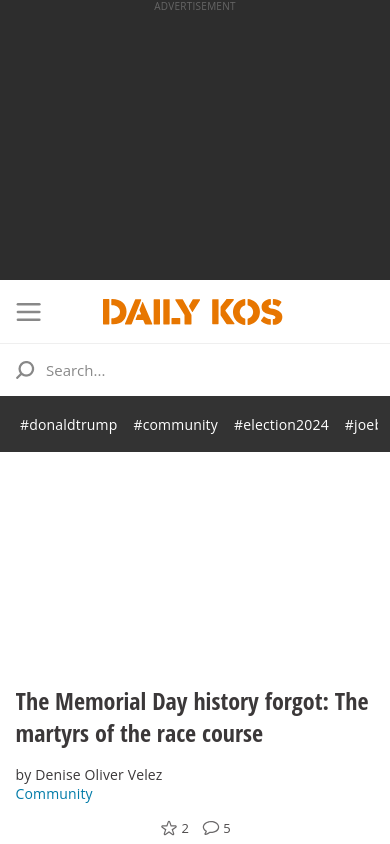 ADVERTISEMENT
DAILY KOS
Search...
#donaldtrump #community #election2024 #joeb
The Memorial Day history forgot: The
martyrs of the race course
by Denise Oliver Velez
Community
2 5